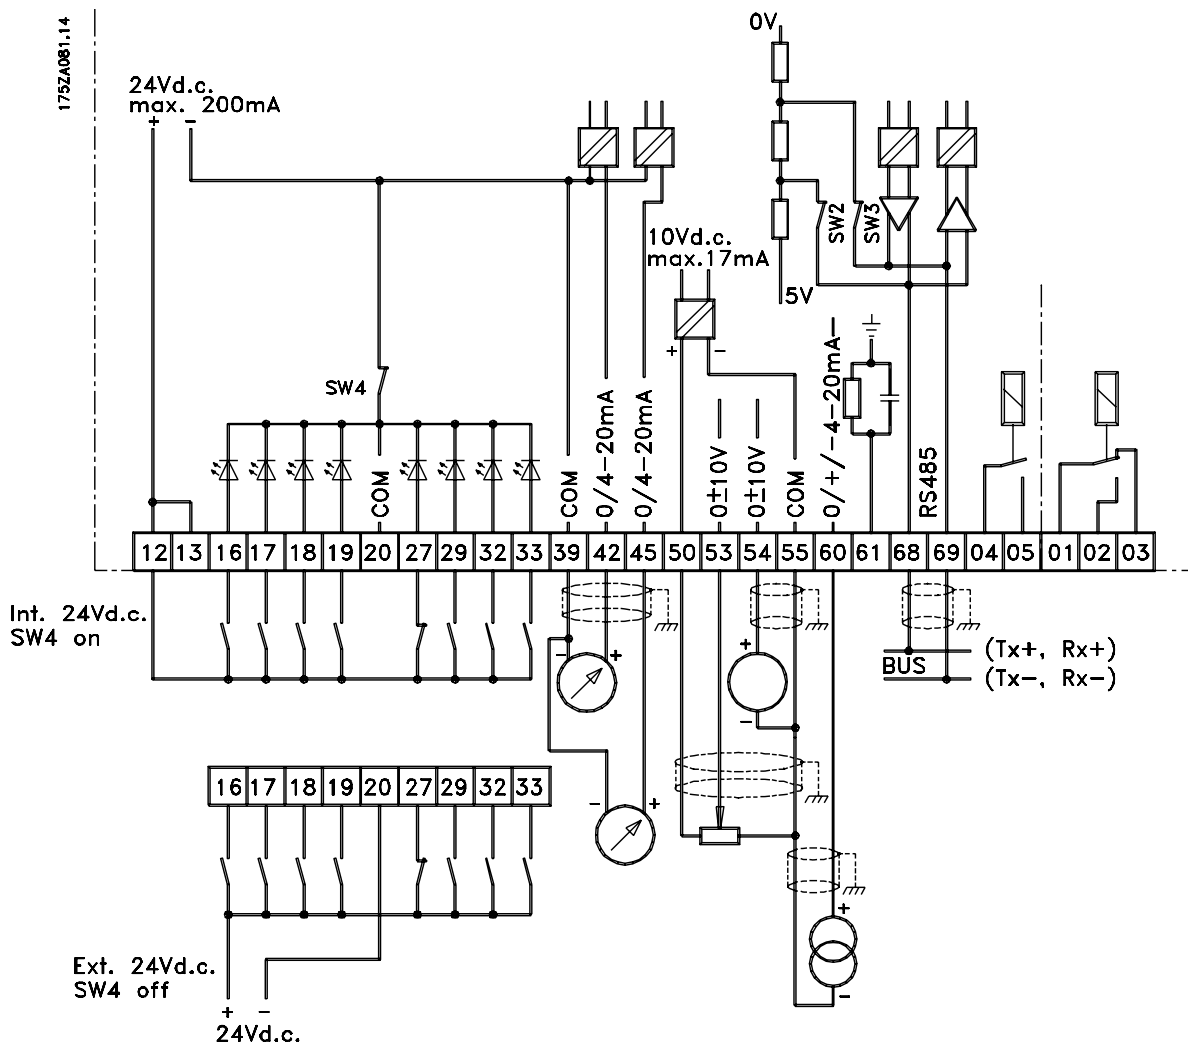 175ZA081.14
0V
24Vd.c.
max. 200mA
+ −
SW2
SW3
10Vd.c.
max.17mA
5V
+ −
SW4
COM
COM
0/4−20mA
0/4−20mA
0±10V
0±10V
COM
0/+/−4−20mA
RS485
12 13 16 17 18 19 20 27 29 32 33 39 42 45 50 53 54 55 60 61 68 69 04 05 01 02 03
Int. 24Vd.c.
SW4 on
− +
+
−
BUS
(Tx+, Rx+)
(Tx−, Rx−)
16 17 18 19 20 27 29 32 33
− +
+
−
Ext. 24Vd.c.
SW4 off
+ −
24Vd.c.